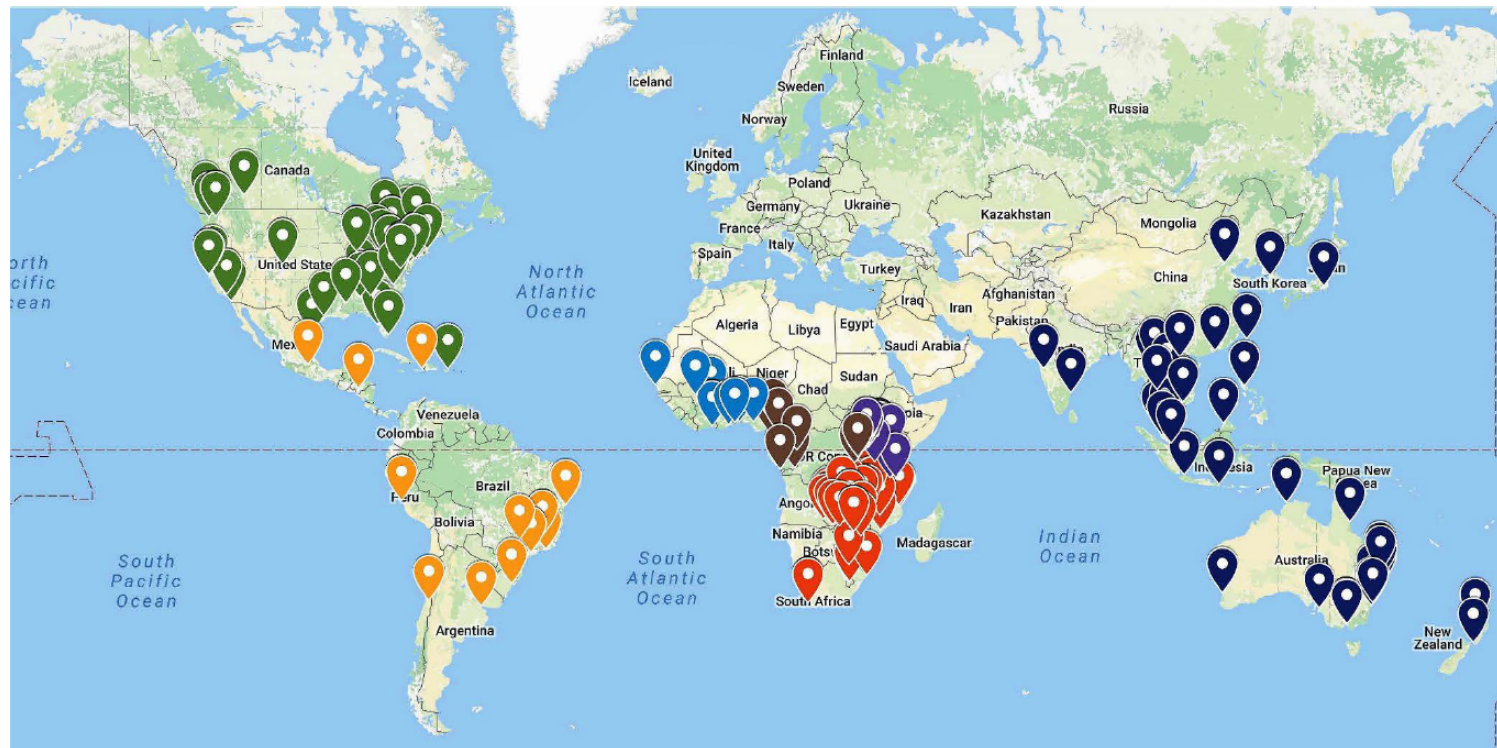 Iceland
Finland
Sweden
Norway
Russia
United
Kingdom
Canada
Poland
Germany
Ukraine
France
Kazakhstan
Mongolia
Italy
Spain
United States
North
Atlantic
Ocean
Turkey
China
South Korea
Iraq
Iran
Afghanistan
Pakistan
Algeria
Libya
Egypt
Saudi Arabia
Niger
Chad
Sudan
Venezuela
Colombia
Brazil
Peru
Papua New
Bolivia
Namibia
Madagascar
Indian
Ocean
South
Pacific
Ocean
South
Atlantic
Ocean
Australia
South Africa
Argentina
New
Zealand